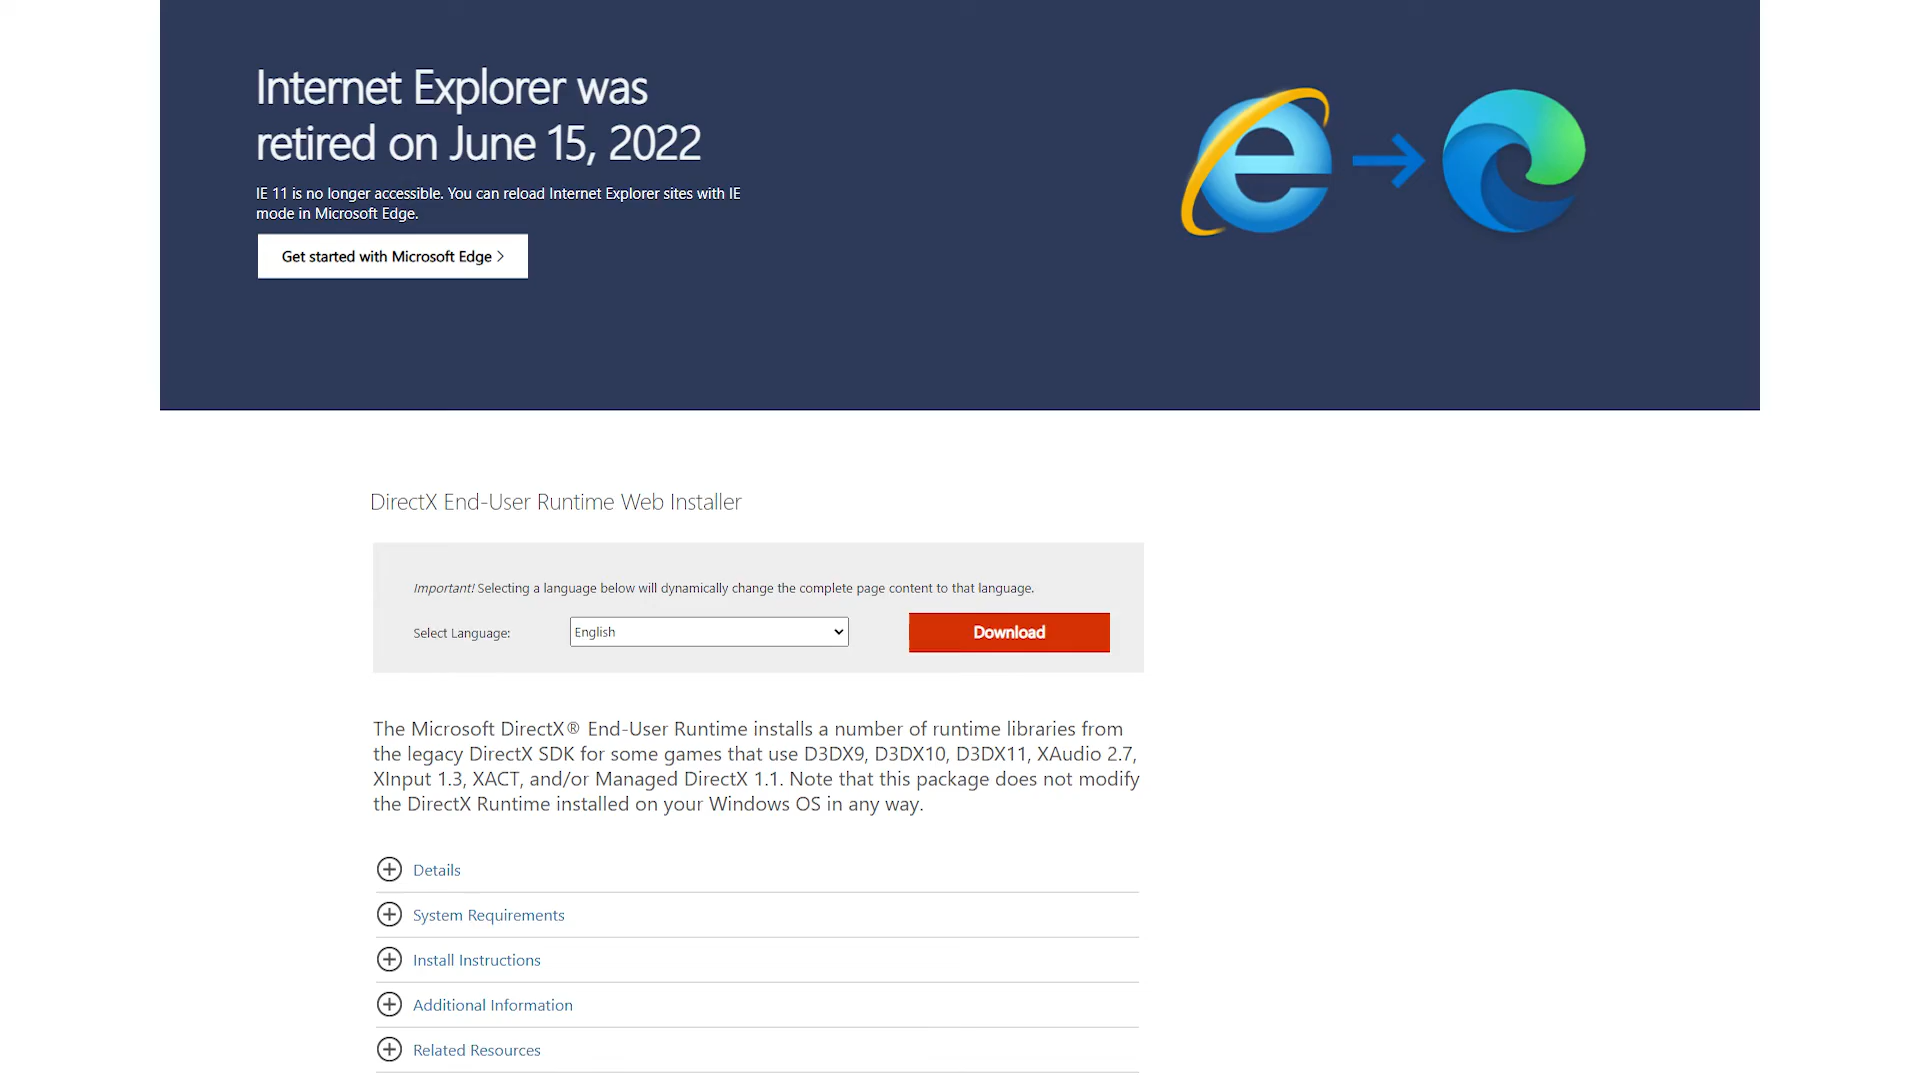 Internet Explorer was
retired on June 15, 2022
IE 11 is no longer accessible. You can reload Internet Explorer sites with IE
mode in Microsoft Edge.
Get started with Microsoft Edge >
DirectX End-User Runtime Web Installer
Important! Selecting a language below will dynamically change the complete page content to that language.
Select Language: English Download
The Microsoft DirectX® End-User Runtime installs a number of runtime libraries from
the legacy DirectX SDK for some games that use D3DX9, D3DX10, D3DX11, XAudio 2.7,
XInput 1.3, XACT, and/or Managed DirectX 1.1. Note that this package does not modify
the DirectX Runtime installed on your Windows OS in any way.
Details
System Requirements
Install Instructions
Additional Information
Related Resources